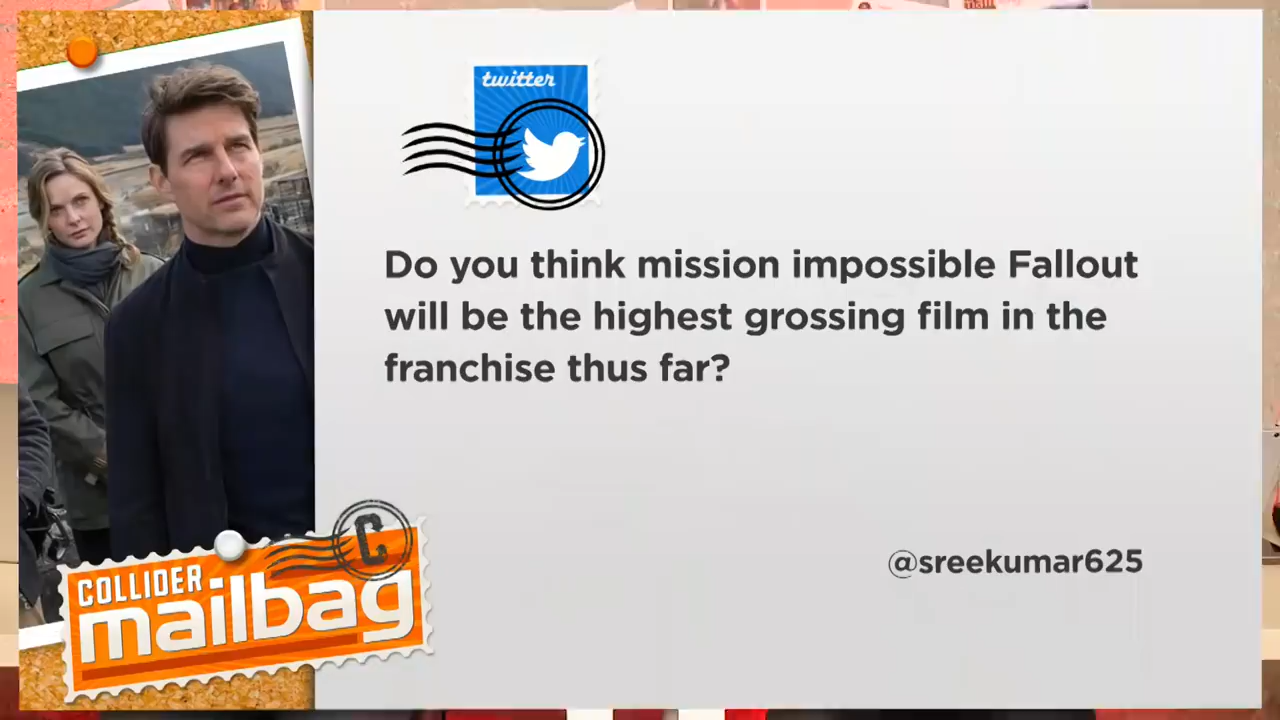 twitter
Do you think mission impossible Fallout
will be the highest grossing film in the
franchise thus far?
@sreekumar625
C
COLLIDER
mailbag